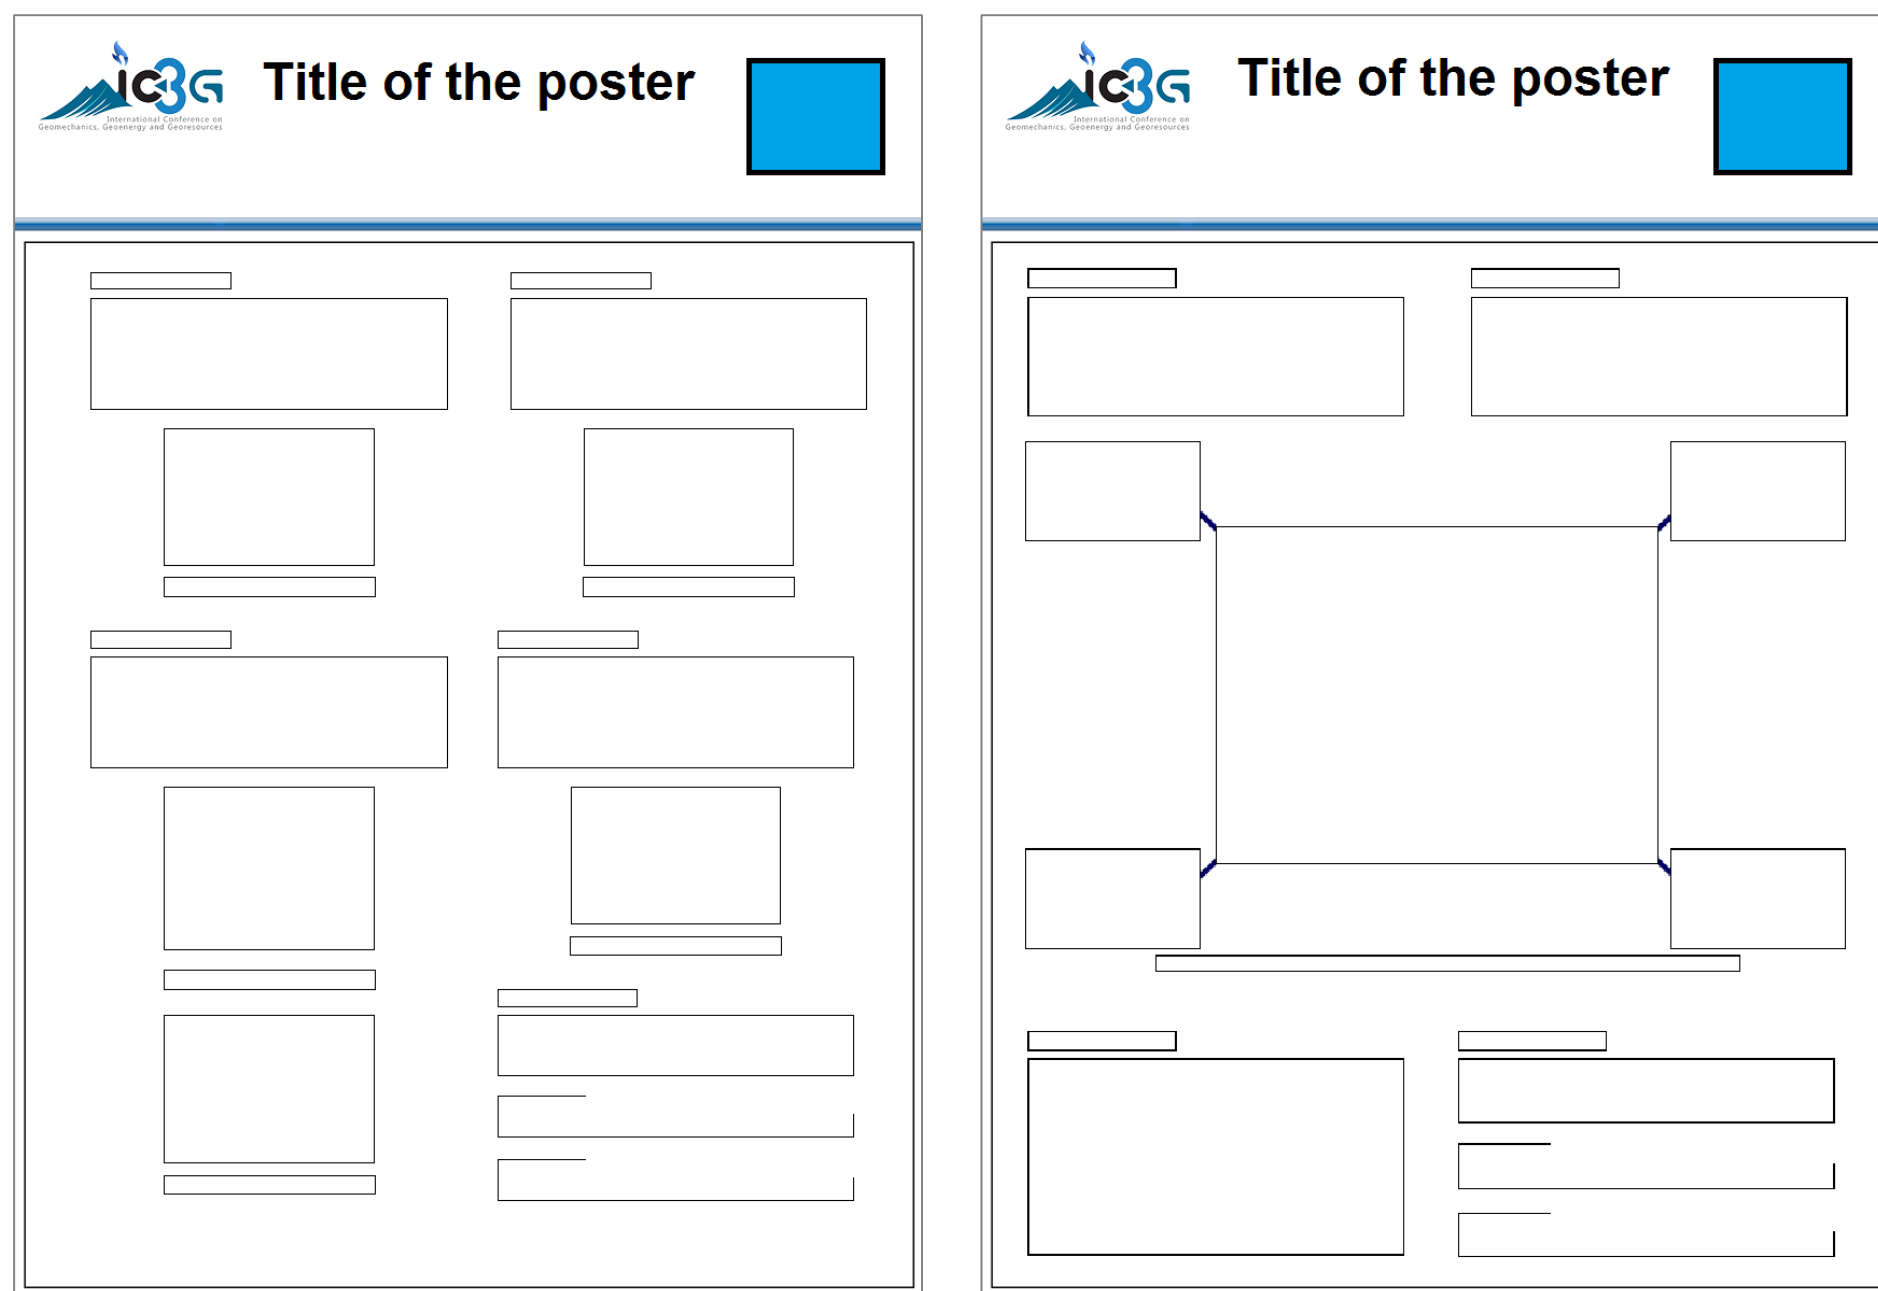 ic3G
International Conference on
Geomechanics, Geoenergy and Georesources
Title of the poster
ic3G
International Conference on
Geomechanics, Geoenergy and Georesources
Title of the poster